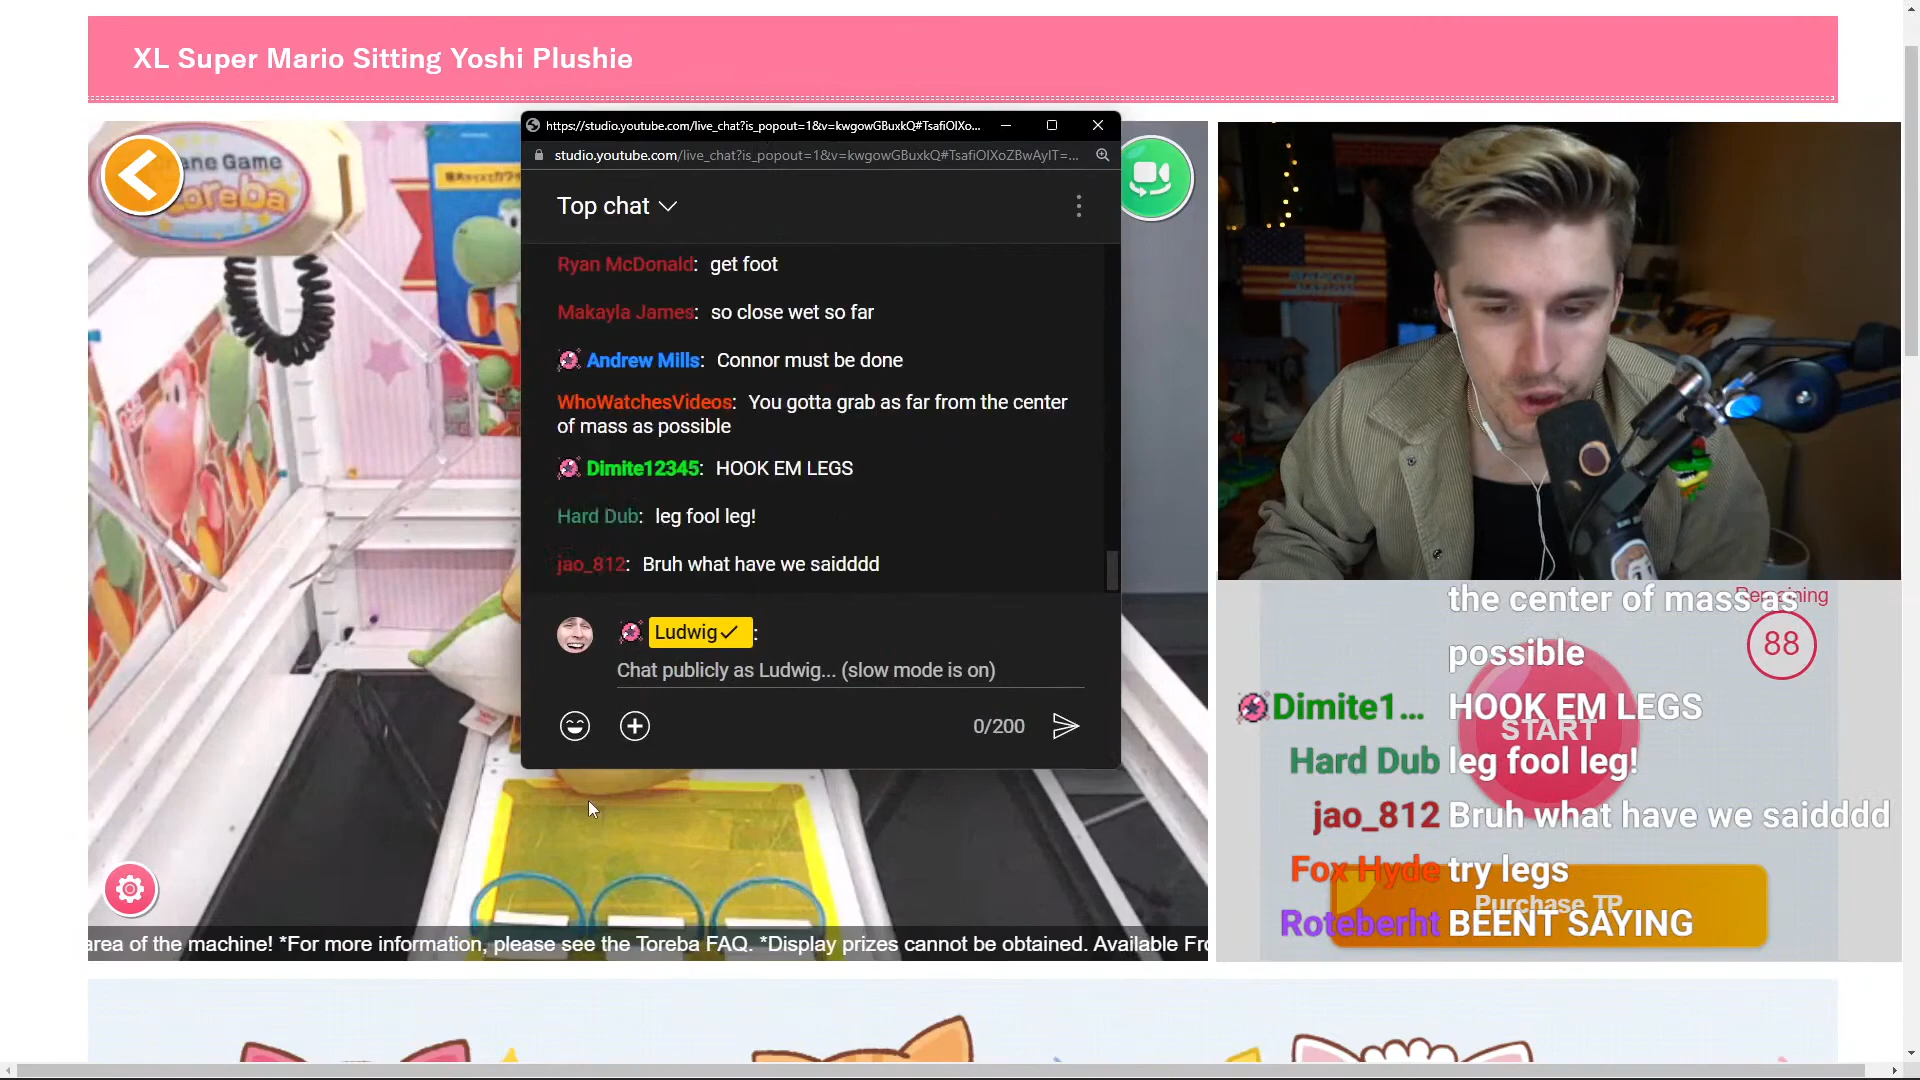 XL Super Mario Sitting Yoshi Plushie
https://studio.youtube.com/live_chat?is_popout=1&v=kwgowGBuxkQ#TsafiOIXo...
studio.youtube.com/live_chat?is_popout=1&v=kwgowGBuxkQ#TsafiOIXoZBwAyIT=...
Crane Game
Toreba
Top chat
Ryan McDonald: get foot
Makayla James: so close wet so far
Andrew Mills: Connor must be done
WhoWatchesVideos: You gotta grab as far from the center
of mass as possible
Dimite12345: HOOK EM LEGS
Hard Dub: leg fool leg!
jao_812: Bruh what have we saidddd
Ludwig :
Chat publicly as Ludwig... (slow mode is on)
0/200
area of the machine! *For more information, please see the Toreba FAQ. *Display prizes cannot be obtained. Available Fr
Remaining
88
START
Purchase TP
the center of mass as
possible
Dimite1... HOOK EM LEGS
Hard Dub leg fool leg!
jao_812 Bruh what have we saidddd
Fox Hyde try legs
Roteberht BEENT SAYING